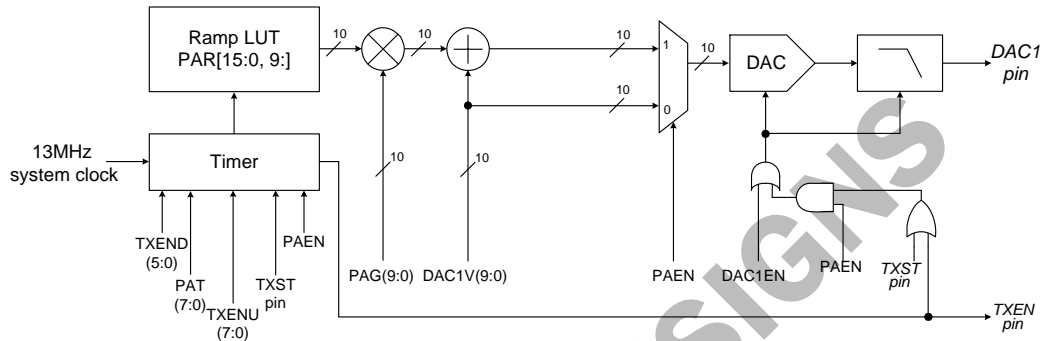 Ramp LUT
PAR[15:0, 9:]
10
10
10
1
10
DAC
DAC1
pin
10
0
13MHz
system clock
Timer
10
10
TXEND
(5:0)
PAT
(7:0)
TXENU
(7:0)
TXST
pin
PAEN
PAG(9:0)
DAC1V(9:0)
PAEN
DAC1EN
PAEN
TXST
pin
TXEN
pin
SIGNS